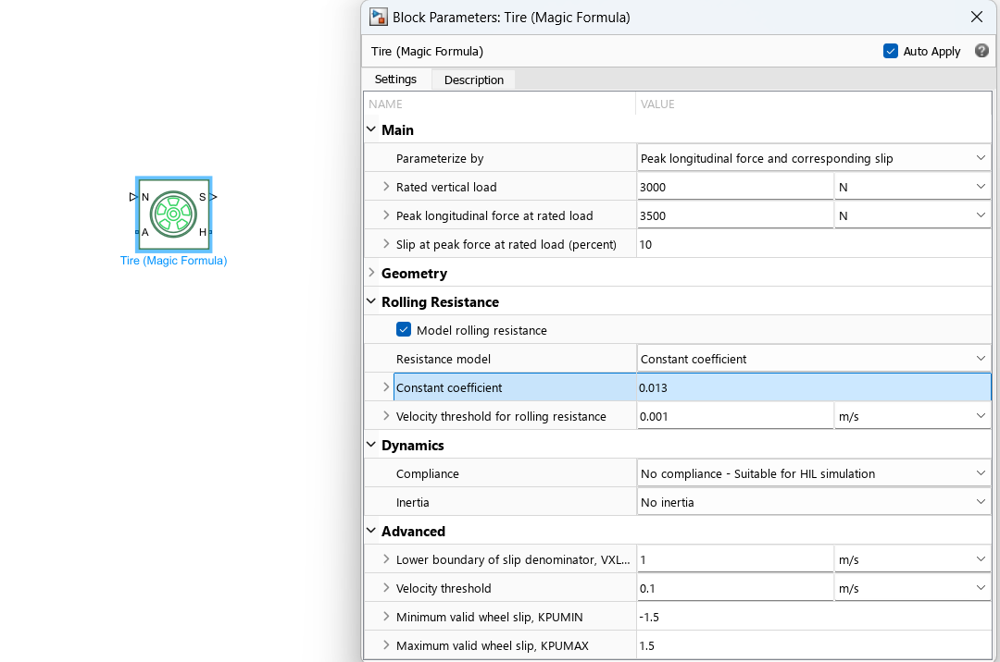 Block Parameters: Tire (Magic Formula)
Tire (Magic Formula)
Auto Apply
Settings
Description
NAME
VALUE
Main
Parameterize by
Peak longitudinal force and corresponding slip
Rated vertical load
3000
N
Peak longitudinal force at rated load
3500
N
Slip at peak force at rated load (percent)
10
Geometry
Rolling Resistance
Model rolling resistance
Resistance model
Constant coefficient
Constant coefficient
0.013
Velocity threshold for rolling resistance
0.001
m/s
Dynamics
Compliance
No compliance - Suitable for HIL simulation
Inertia
No inertia
Advanced
Lower boundary of slip denominator, VXL...
1
m/s
Velocity threshold
0.1
m/s
Minimum valid wheel slip, KPUMIN
-1.5
Maximum valid wheel slip, KPUMAX
1.5
N
S
A
H
Tire (Magic Formula)